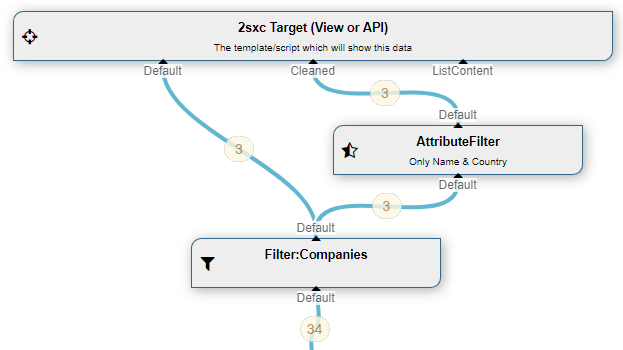 2sxc Target (View or API)
The template/script which will show this data
Default Cleaned ListContent
3
Default
AttributeFilter
Only Name & Country
3
Default
3
Default
Filter:Companies
Default
34